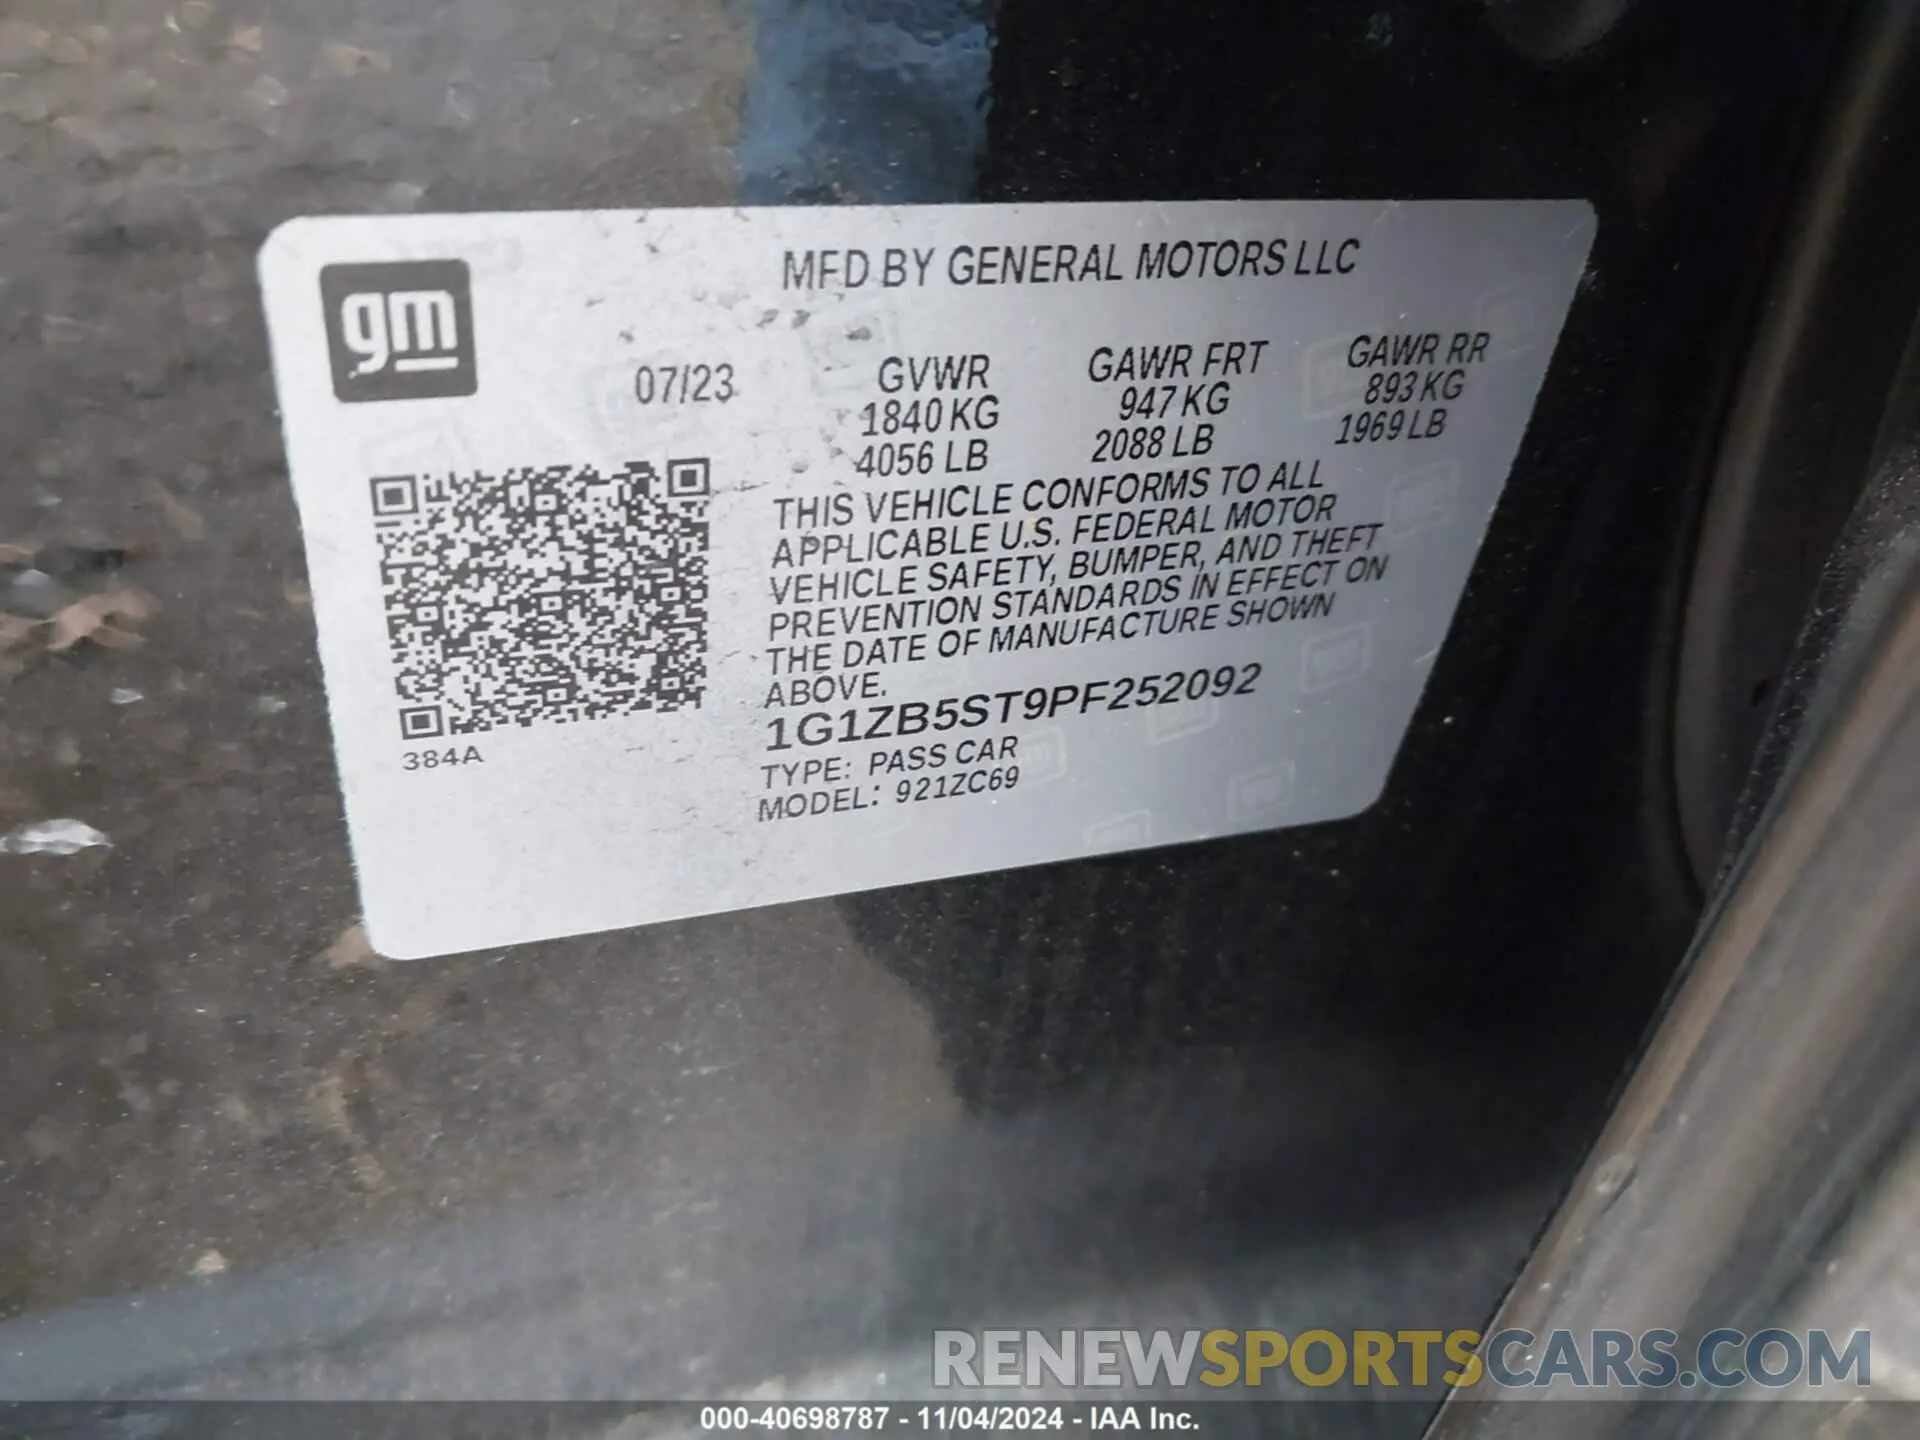 MFD BY GENERAL MOTORS LLC
gm
07/23 GVWR GAWR FRT GAWR RR
1840 KG 947 KG 893 KG
4056 LB 2088 LB 1969 LB
THIS VEHICLE CONFORMS TO ALL
APPLICABLE U.S. FEDERAL MOTOR
VEHICLE SAFETY, BUMPER, AND THEFT
PREVENTION STANDARDS IN EFFECT ON
THE DATE OF MANUFACTURE SHOWN
ABOVE.
1G1ZB5ST9PF252092
384A
TYPE: PASS CAR
MODEL: 921ZC69
RENEWSPORTSCARS.COM
000-40698787 - 11/04/2024 - IAA Inc.